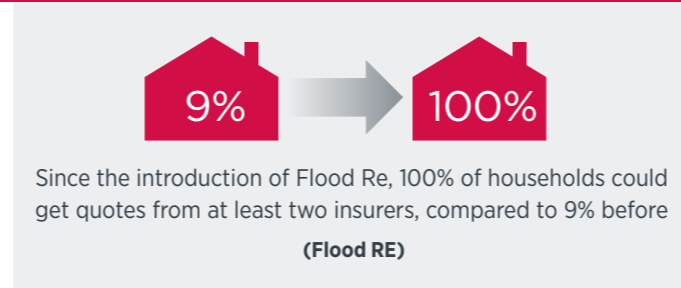 9%
100%
Since the introduction of Flood Re, 100% of households could
get quotes from at least two insurers, compared to 9% before
(Flood RE)